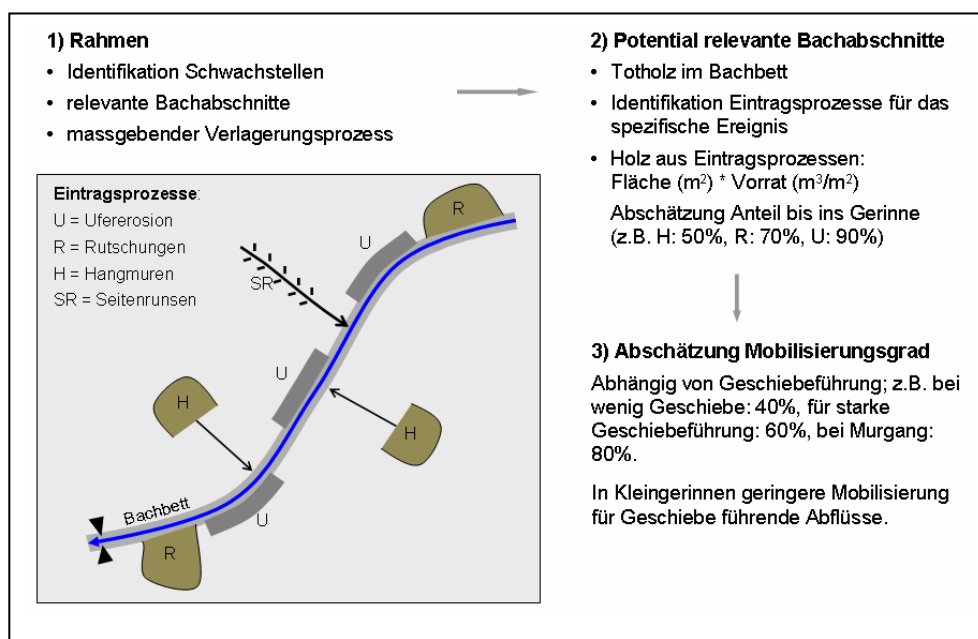 1) Rahmen
• Identifikation Schwachstellen
• relevante Bachabschnitte
• massgebender Verlagerungsprozess
Eintragsprozesse:
U = Ufererosion
R = Rutschungen
H = Hangmuren
SR = Seitenrunsen
R
U
SR
U
H
H
Bachbett
U
R
2) Potential relevante Bachabschnitte
• Totholz im Bachbett
• Identifikation Eintragsprozesse für das
spezifische Ereignis
• Holz aus Eintragsprozessen:
Fläche (m²) * Vorrat (m³/m²)
Abschätzung Anteil bis ins Gerinne
(z.B. H: 50%, R: 70%, U: 90%)
3) Abschätzung Mobilisierungsgrad
Abhängig von Geschiebeführung; z.B. bei
wenig Geschiebe: 40%, für starke
Geschiebeführung: 60%, bei Murgang:
80%.
In Kleingerinnen geringere Mobilisierung
für Geschiebe führende Abflüsse.